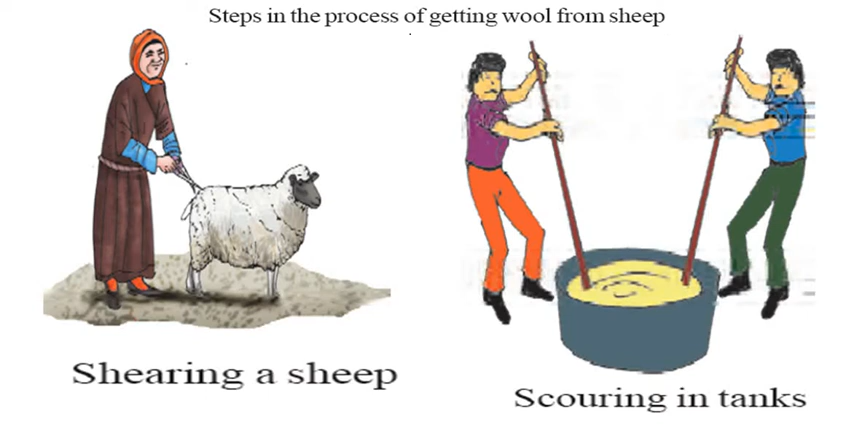 Steps in the process of getting wool from sheep
Shearing a sheep
Scouring in tanks